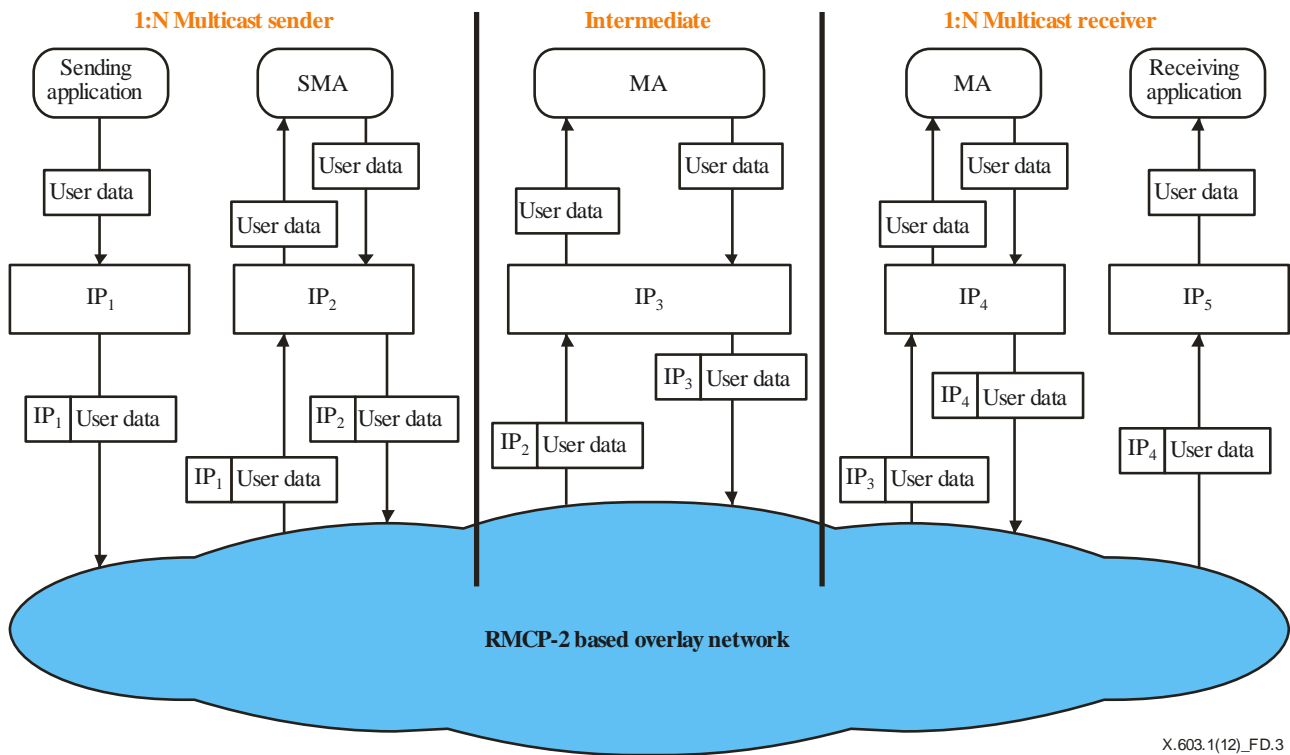 1:N Multicast sender
Intermediate
1:N Multicast receiver
Sending
application
SMA
MA
MA
Receiving
application
User data
User data
User data
User data
User data
User data
User data
User data
User data
IP₁
IP₂
IP₃
IP₄
IP₅
IP₁ User data
IP₁ User data
IP₂ User data
IP₂ User data
IP₃ User data
IP₃ User data
IP₄ User data
IP₄ User data
RMCP-2 based overlay network
X.603.1(12)_FD.3